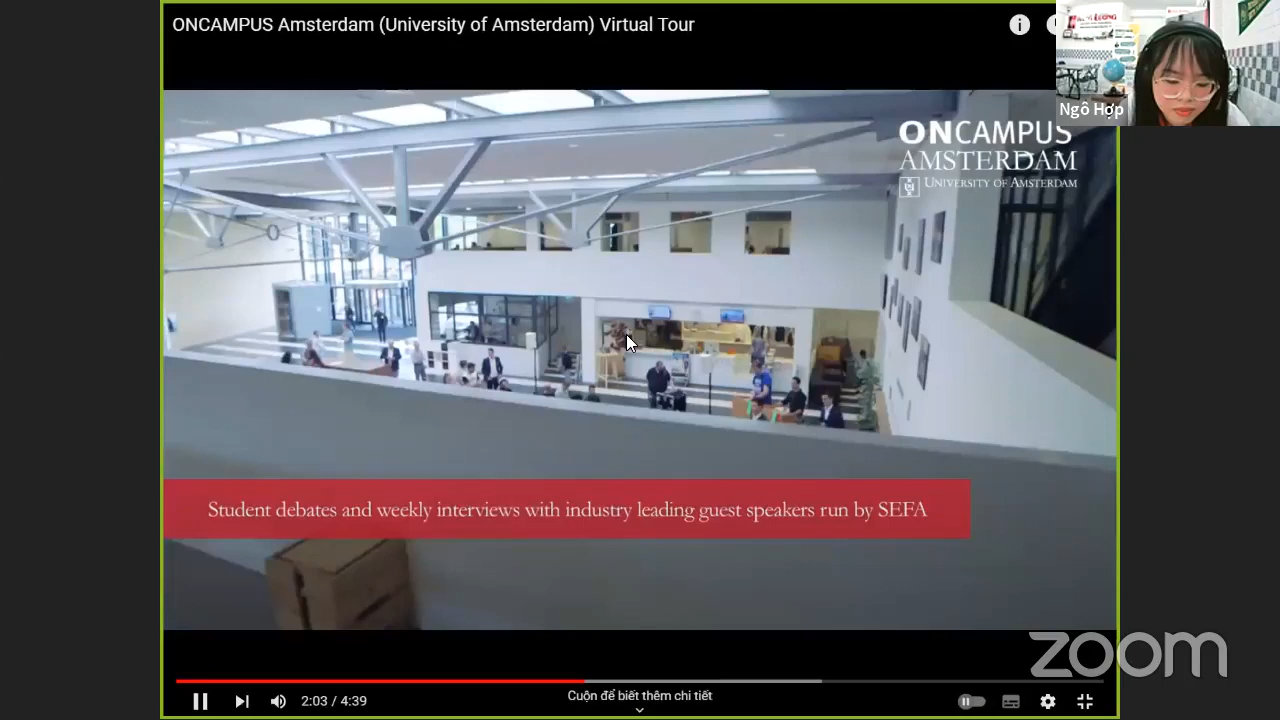 ONCAMPUS Amsterdam (University of Amsterdam) Virtual Tour
Ngô Hợp
ONCAMPUS
AMSTERDAM
UNIVERSITY OF AMSTERDAM
Student debates and weekly interviews with industry leading guest speakers run by SEFA
zoom
2:03 / 4:39
Cuộn để biết thêm chi tiết